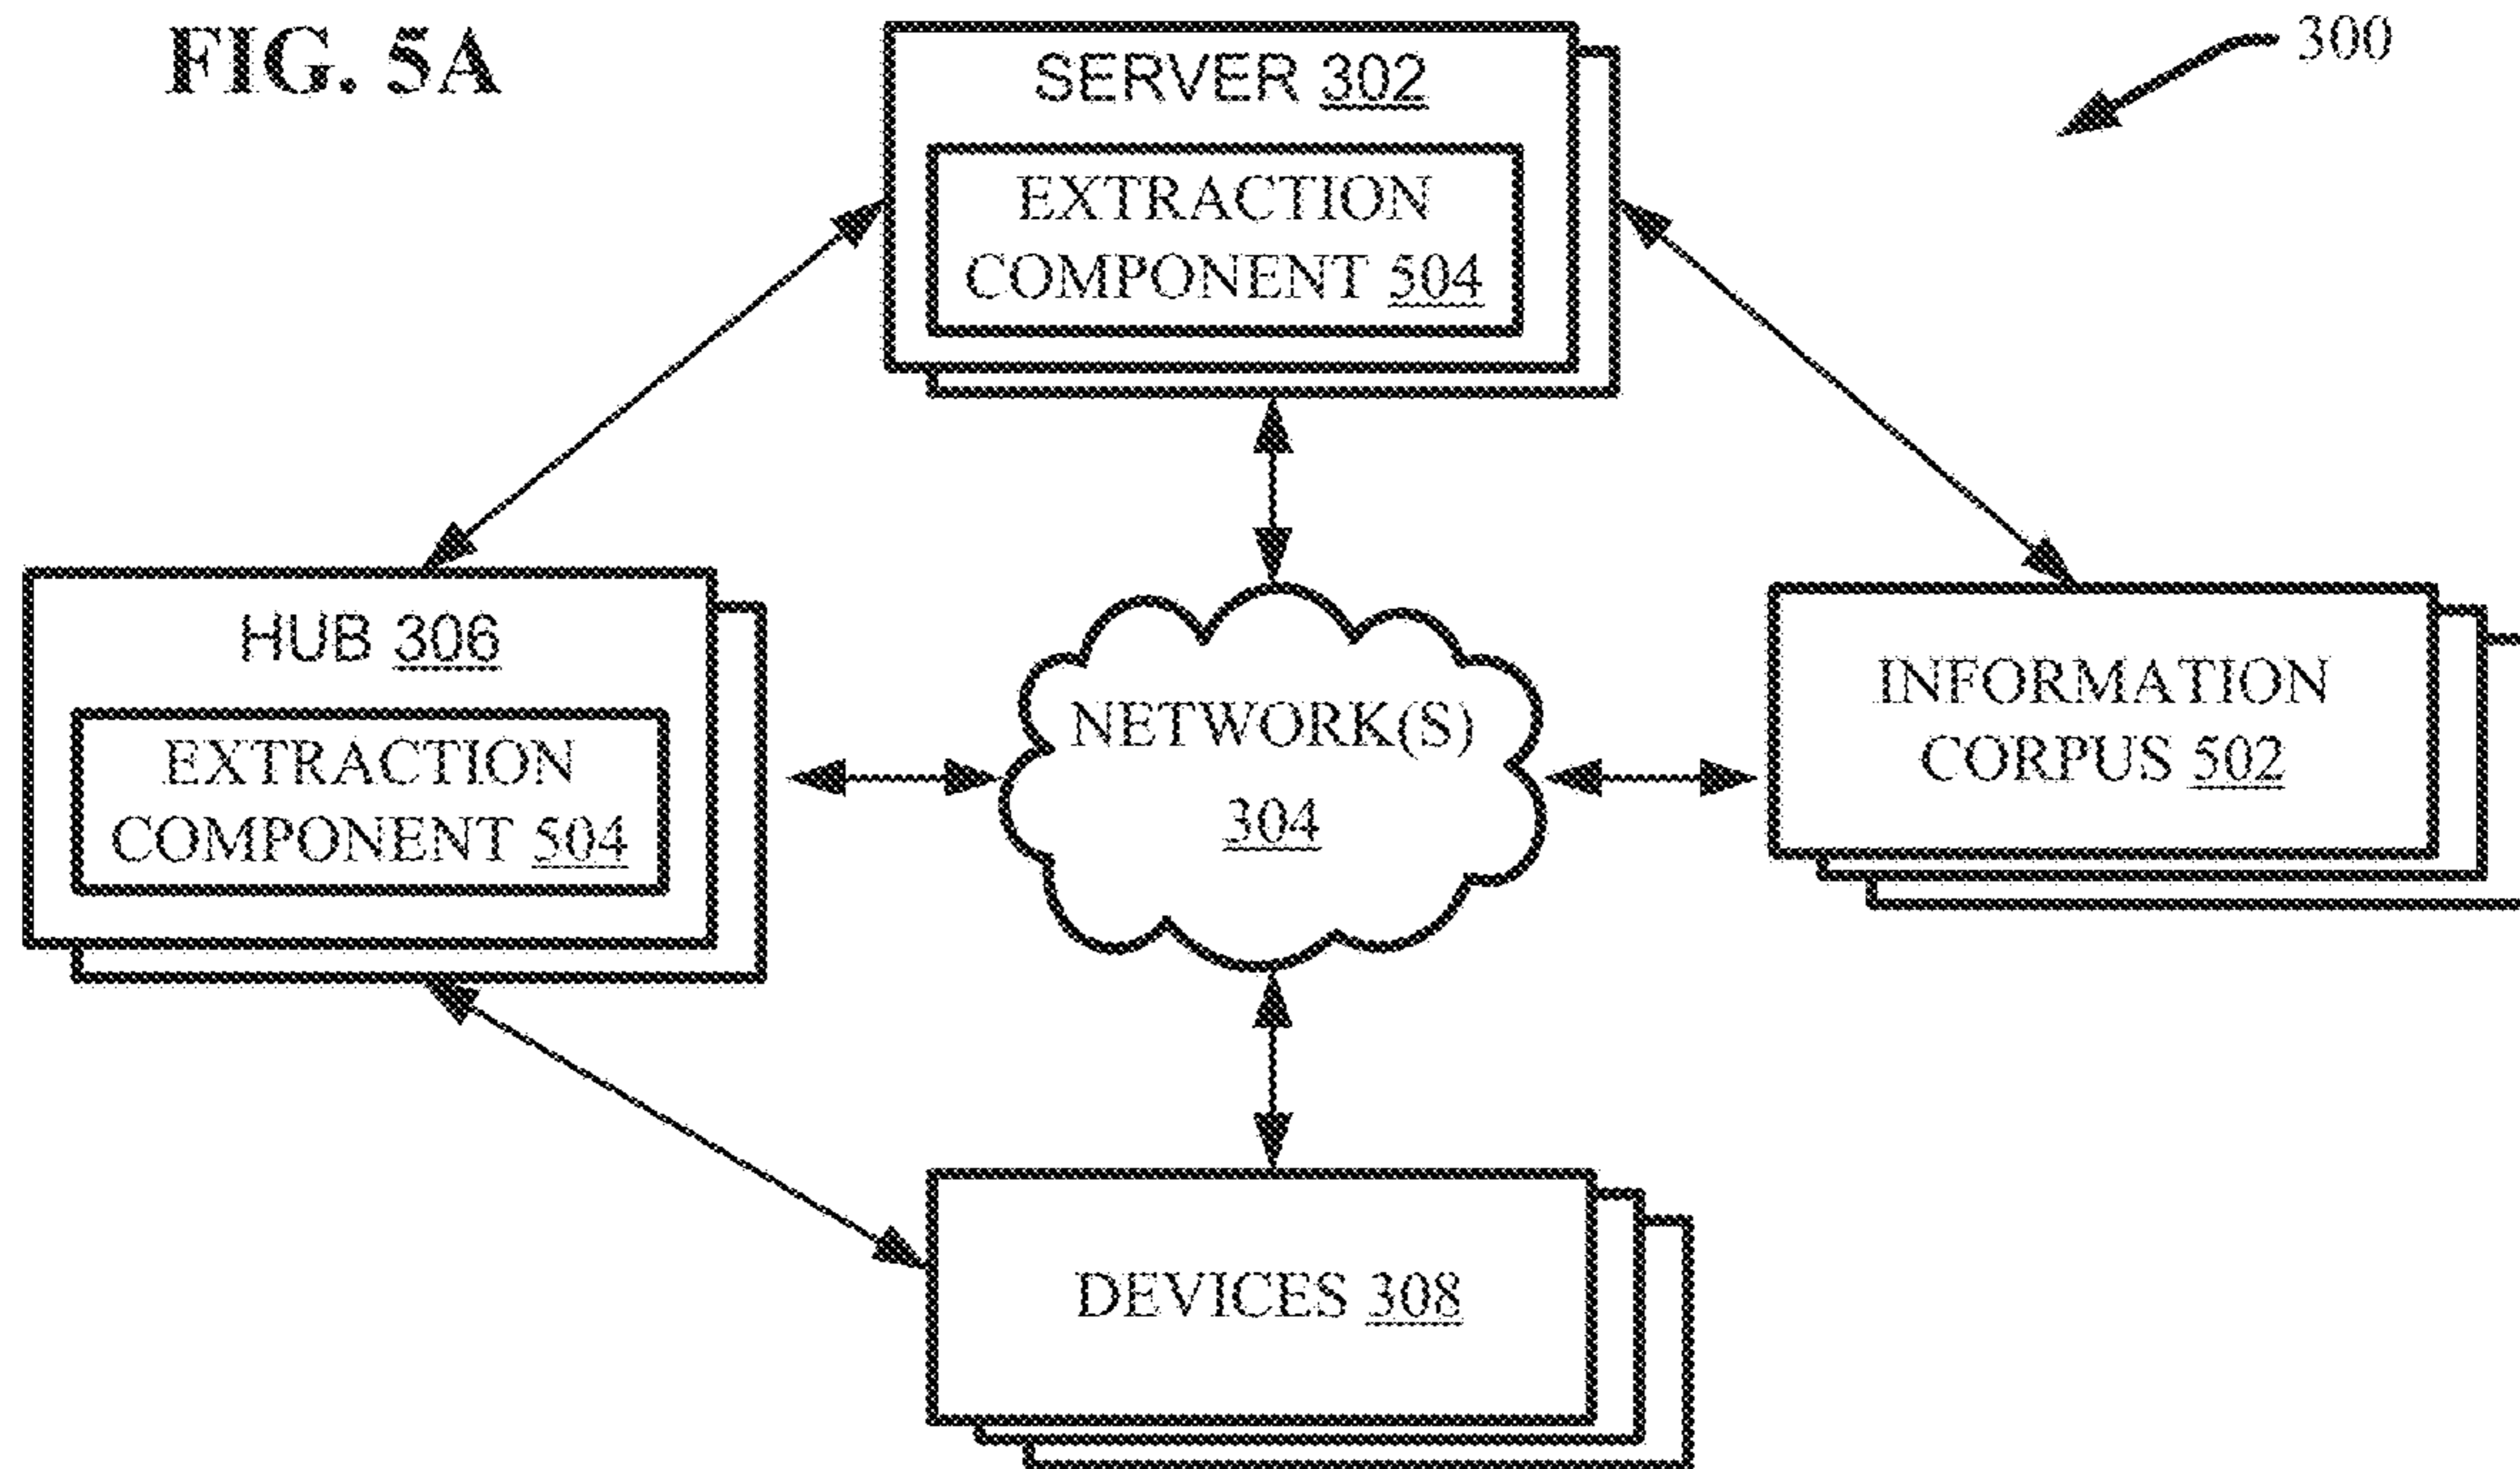 FIG. 5A
300
SERVER 302
EXTRACTION
COMPONENT 504
HUB 306
EXTRACTION
COMPONENT 504
NETWORK(S)
304
INFORMATION
CORPUS 502
DEVICES 308